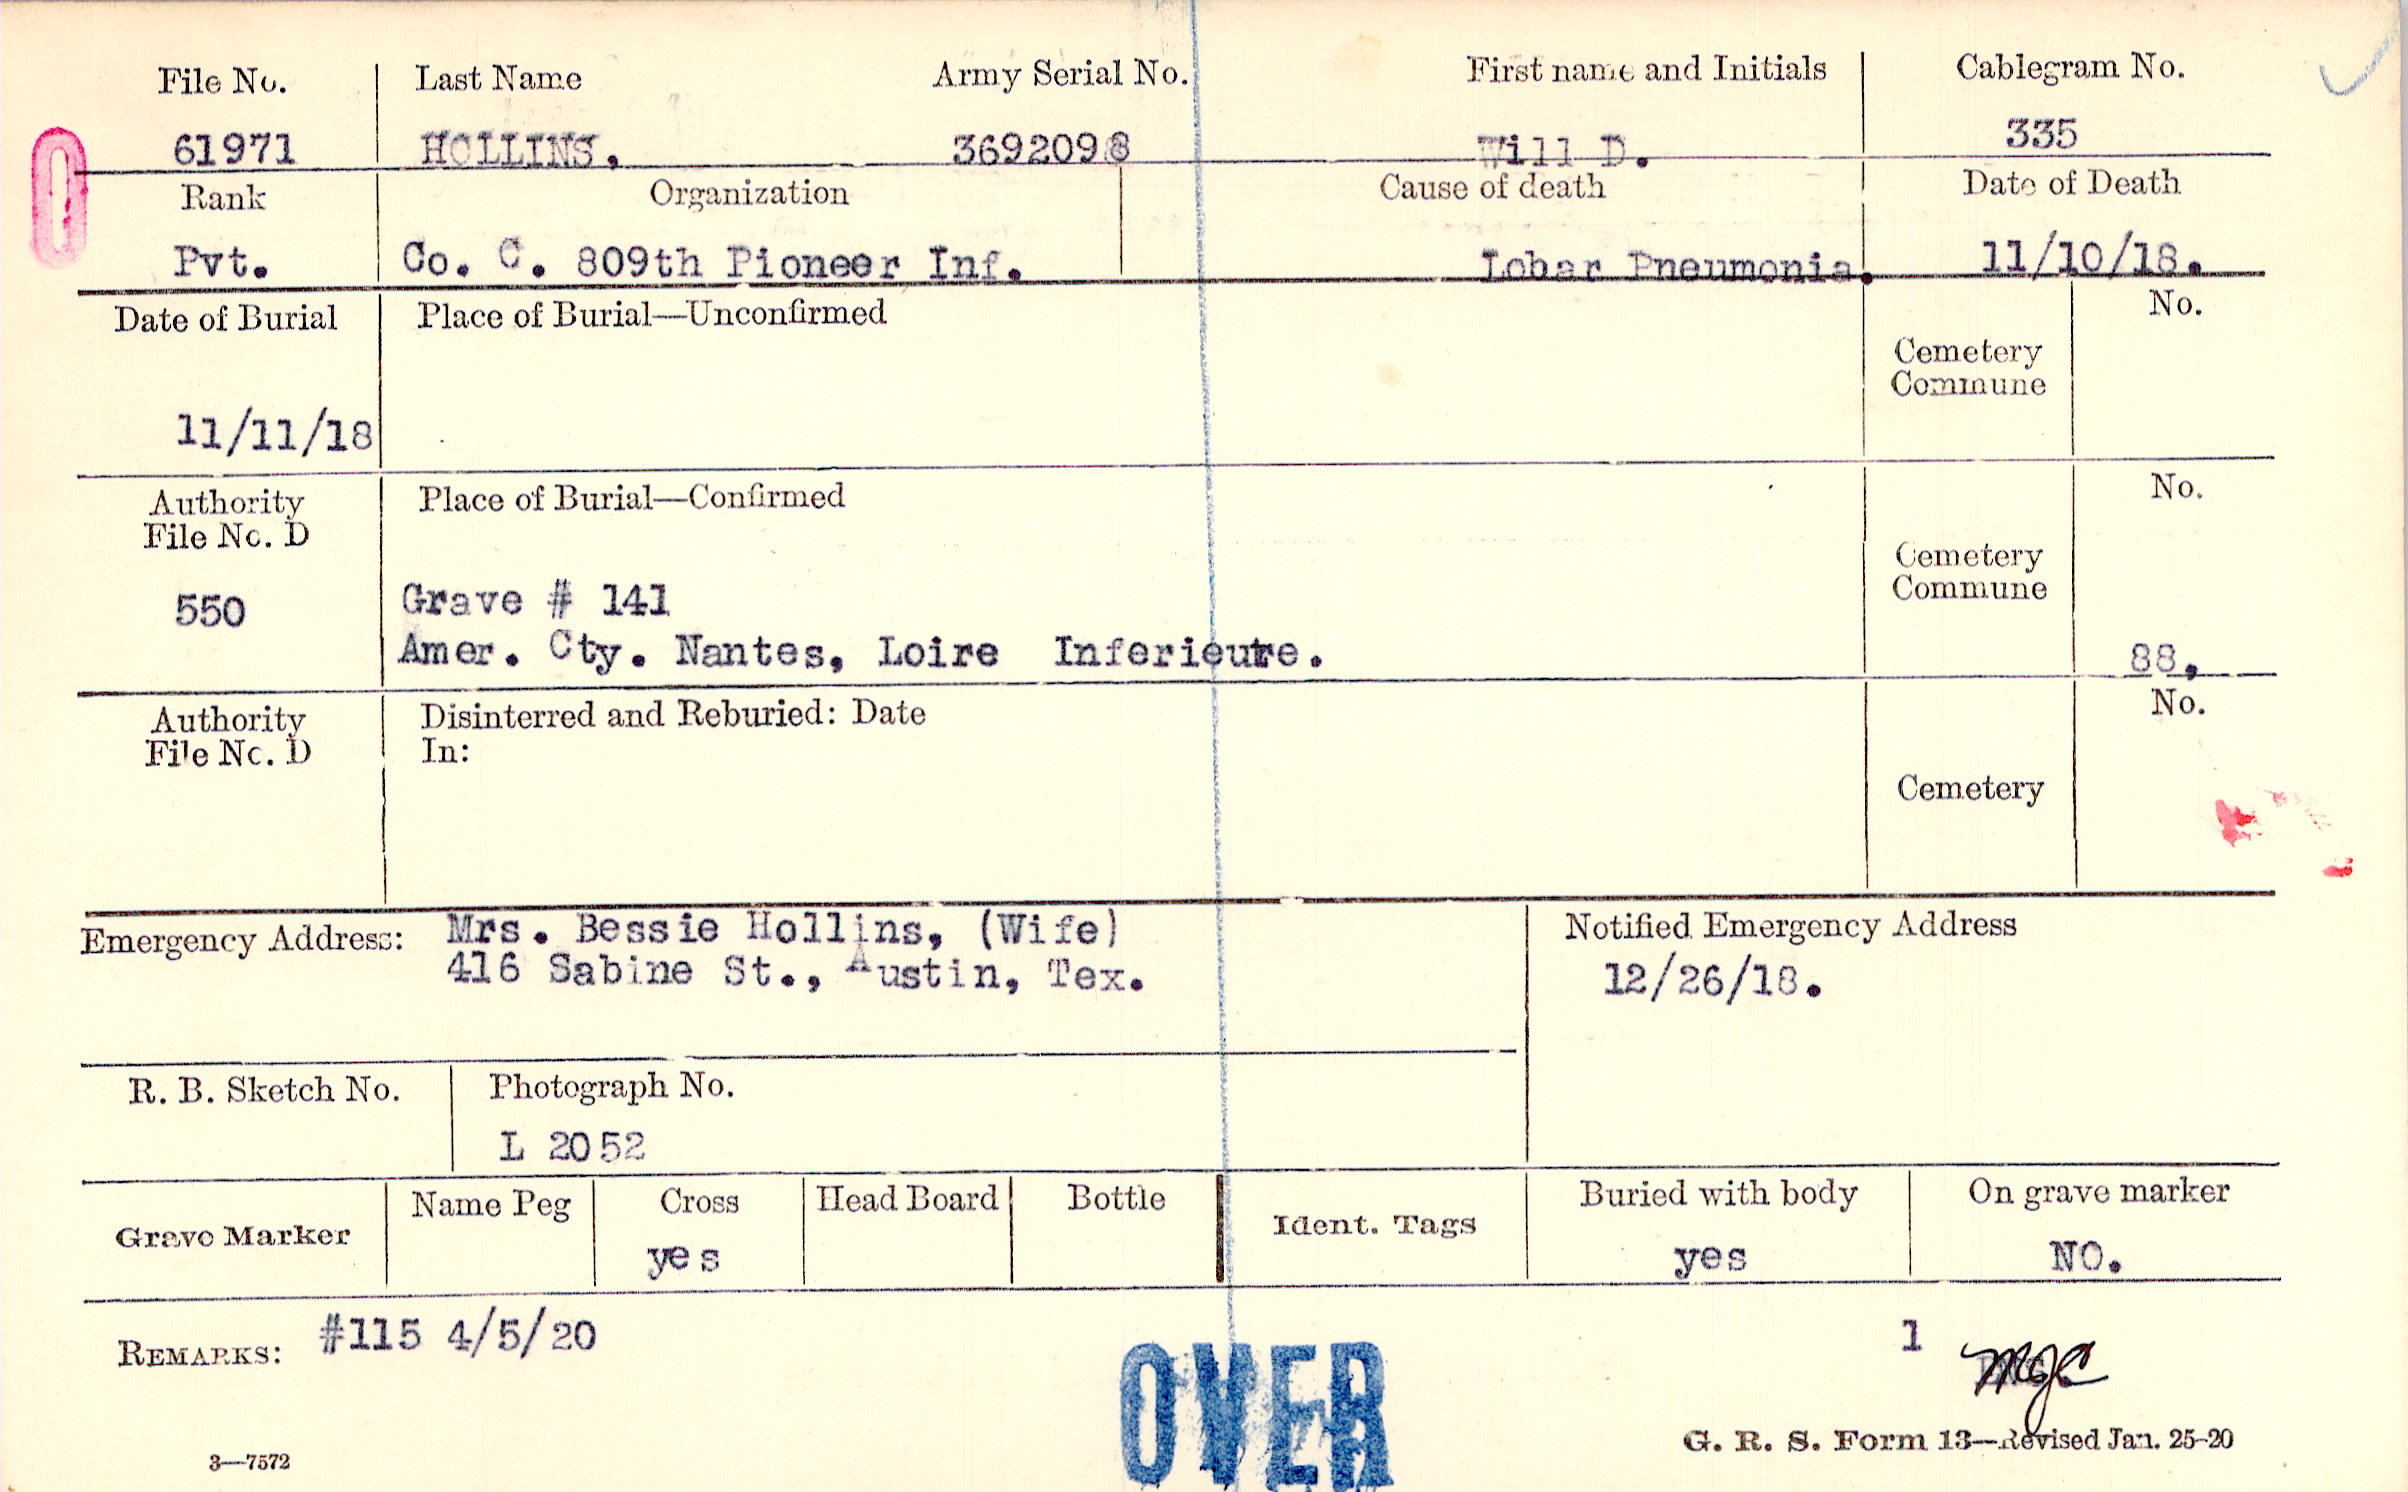 File No. Last Name Army Serial No. First name and Initials Cablegram No.
61971 HOLLINS, 3692098 Will D. 335
Rank Organization Cause of death Date of Death
Pvt. Co. C. 809th Pioneer Inf. Lobar Pneumonia. 11/10/18.
Date of Burial Place of Burial—Unconfirmed No.
Cemetery
Commune
11/11/18
Authority Place of Burial—Confirmed No.
File No. D
Cemetery
Commune
550 Grave # 141
Amer. Cty. Nantes, Loire Inferieure. 88,
Authority Disinterred and Reburied: Date No.
File No. D In:
Cemetery
Emergency Address: Mrs. Bessie Hollins, (Wife) Notified Emergency Address
416 Sabine St., Austin, Tex. 12/26/18.
R. B. Sketch No. Photograph No.
L 2052
Grave Marker Name Peg Cross Head Board Bottle Ident. Tags Buried with body On grave marker
yes yes NO.
REMARKS: #115 4/5/20 1
MJC
OVER
G. R. S. Form 13—Revised Jan. 25-20
3—7572